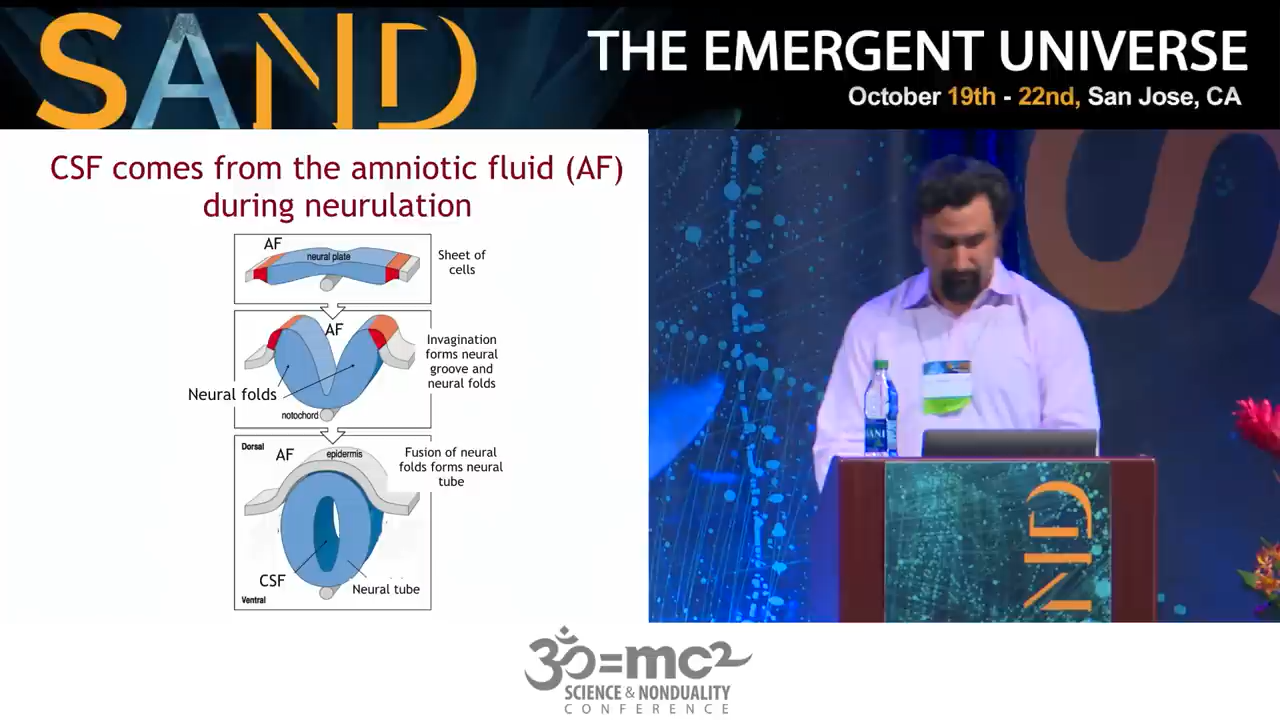 SAND
THE EMERGENT UNIVERSE
October 19th - 22nd, San Jose, CA
CSF comes from the amniotic fluid (AF)
during neurulation
AF
neural plate
Sheet of
cells
AF
Invagination
forms neural
groove and
neural folds
Neural folds
notochord
Dorsal
AF
epidermis
Fusion of neural
folds forms neural
tube
CSF
Neural tube
Ventral
SAND
ND
ॐ=mc2
SCIENCE & NONDUALITY
CONFERENCE